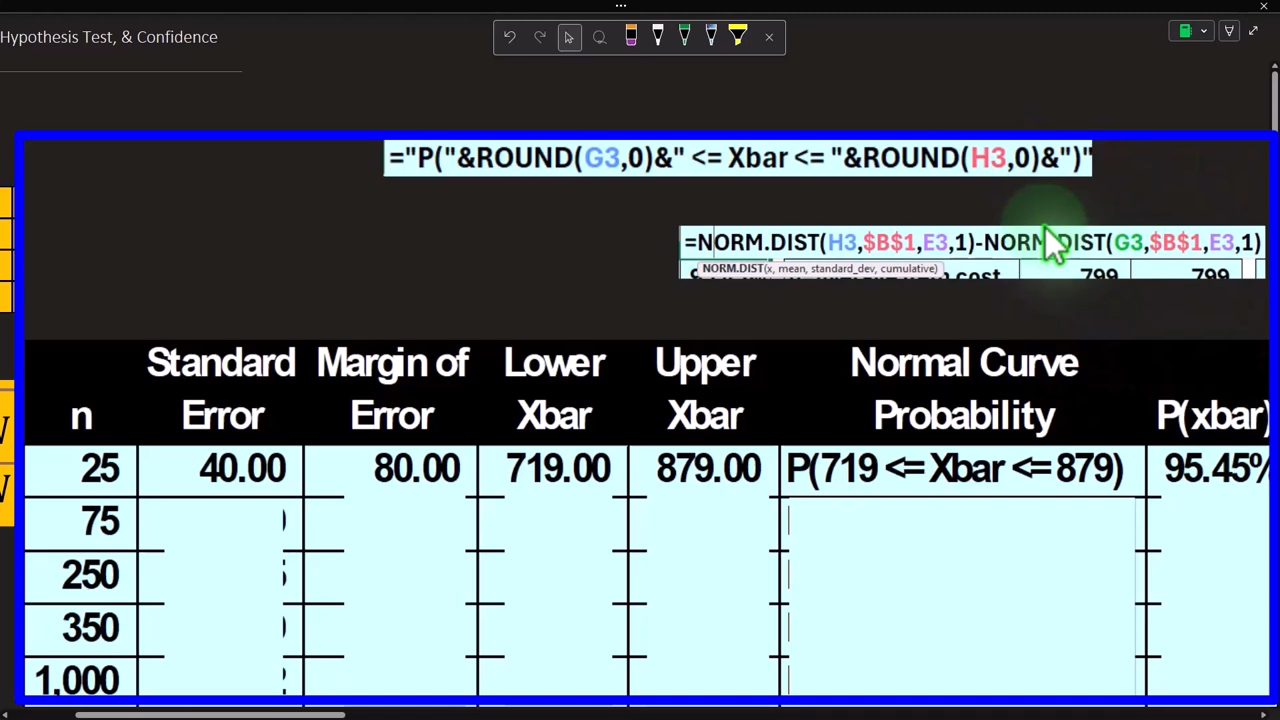 Hypothesis Test, & Confidence
="P("&ROUND(G3,0)&" <= Xbar <= "&ROUND(H3,0)&")"
=NORM.DIST(H3,$B$1,E3,1)-NORM.DIST(G3,$B$1,E3,1)
NORM.DIST(x, mean, standard_dev, cumulative)
cost 799 799
n Standard Error Margin of Error Lower Xbar Upper Xbar Normal Curve Probability P(xbar)
25 40.00 80.00 719.00 879.00 P(719 <= Xbar <= 879) 95.45%
75
250
350
1,000